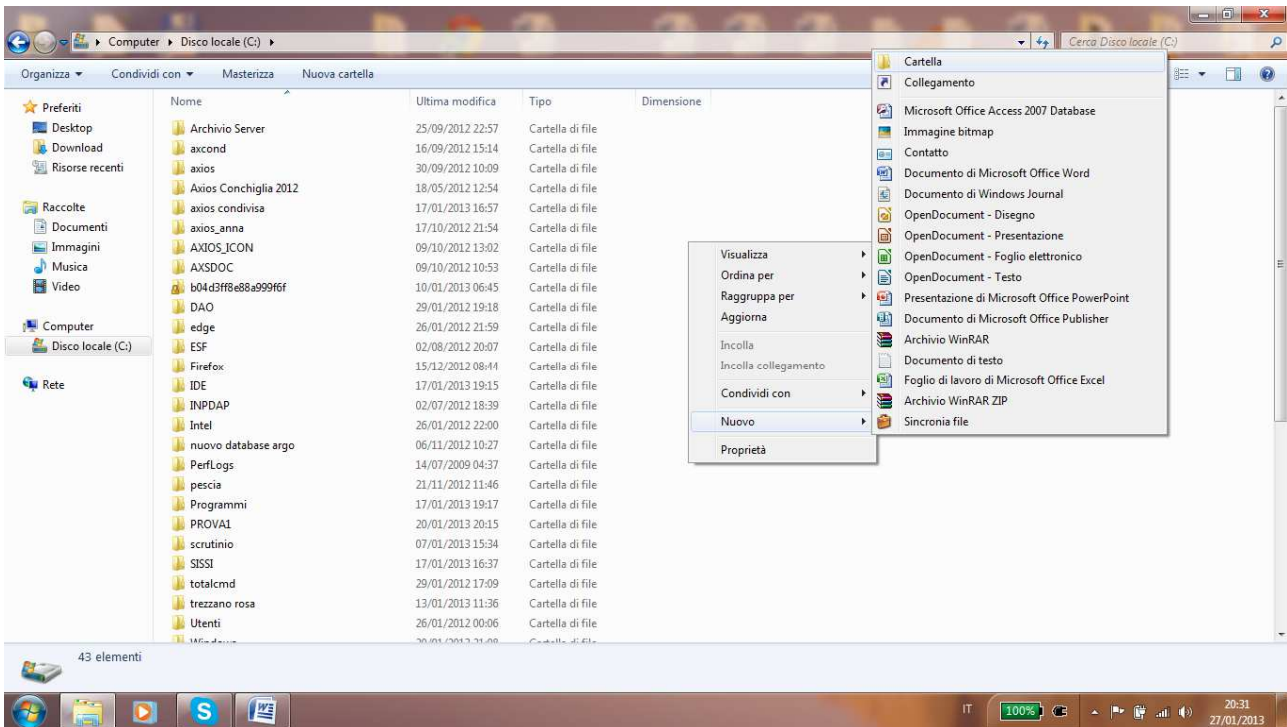 Computer ▸ Disco locale (C:) ▸
Cerca Disco locale (C:)
Organizza Condividi con Masterizza Nuova cartella
Preferiti
Desktop
Download
Risorse recenti
Raccolte
Documenti
Immagini
Musica
Video
Computer
Disco locale (C:)
Rete
Nome Ultima modifica Tipo Dimensione
Archivio Server 25/09/2012 22:57 Cartella di file
axcond 16/09/2012 15:14 Cartella di file
axios 30/09/2012 10:09 Cartella di file
Axios Conchiglia 2012 18/05/2012 12:54 Cartella di file
axios condivisa 17/01/2013 16:57 Cartella di file
axios_anna 17/10/2012 21:54 Cartella di file
AXIOS_ICON 09/10/2012 13:02 Cartella di file
AXSDOC 09/10/2012 10:53 Cartella di file
b04d3ff8e88a999f6f 10/01/2013 06:45 Cartella di file
DAO 29/01/2012 19:18 Cartella di file
edge 26/01/2012 21:59 Cartella di file
ESF 02/08/2012 20:07 Cartella di file
Firefox 15/12/2012 08:44 Cartella di file
IDE 17/01/2013 19:15 Cartella di file
INPDAP 02/07/2012 18:39 Cartella di file
Intel 26/01/2012 22:00 Cartella di file
nuovo database argo 06/11/2012 10:27 Cartella di file
PerfLogs 14/07/2009 04:37 Cartella di file
pescia 21/11/2012 11:46 Cartella di file
Programmi 17/01/2013 19:17 Cartella di file
PROVA1 20/01/2013 20:15 Cartella di file
scrutinio 07/01/2013 15:34 Cartella di file
SISSI 17/01/2013 16:37 Cartella di file
totalcmd 29/01/2012 17:09 Cartella di file
trezzano rosa 13/01/2013 11:36 Cartella di file
Utenti 26/01/2012 00:06 Cartella di file
Visualizza
Ordina per
Raggruppa per
Aggiorna
Incolla
Incolla collegamento
Condividi con
Nuovo
Proprietà
Cartella
Collegamento
Microsoft Office Access 2007 Database
Immagine bitmap
Contatto
Documento di Microsoft Office Word
Documento di Windows Journal
OpenDocument - Disegno
OpenDocument - Presentazione
OpenDocument - Foglio elettronico
OpenDocument - Testo
Presentazione di Microsoft Office PowerPoint
Documento di Microsoft Office Publisher
Archivio WinRAR
Documento di testo
Foglio di lavoro di Microsoft Office Excel
Archivio WinRAR ZIP
Sincronia file
43 elementi
IT 100% 20:31
27/01/2013